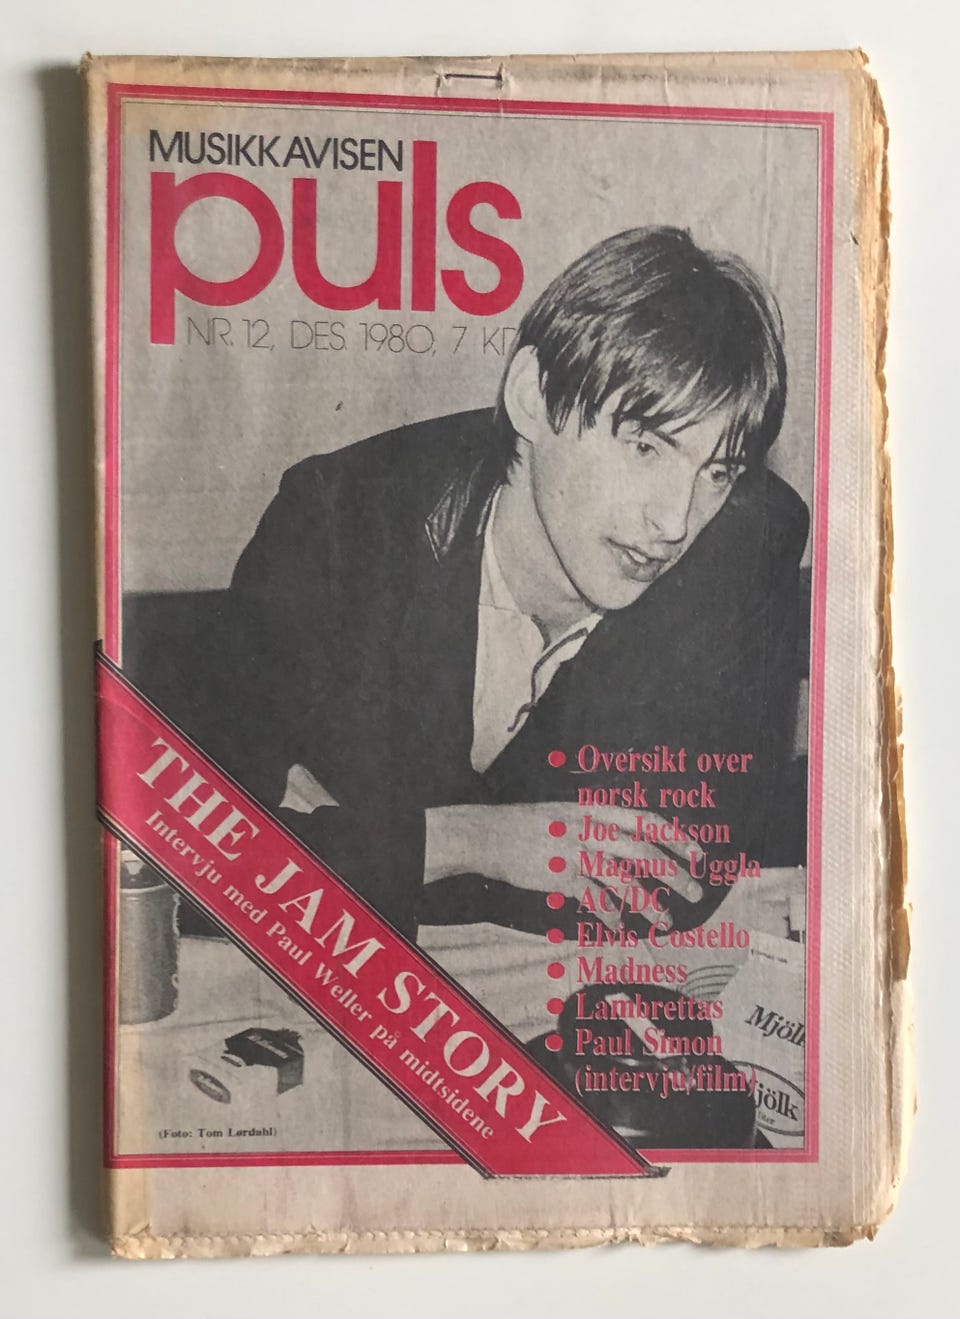 MUSIKKAVISEN
puls
NR. 12, DES. 1980, 7 kr
• Oversikt over
norsk rock
• Joe Jackson
• Magnus Uggla
• AC/DC
• Elvis Costello
• Madness
• Lambrettas
• Paul Simon
(intervju/film)
THE JAM STORY
Intervju med Paul Weller på midtsidene
Mjölk
jölk
(Foto: Tom Lørdahl)